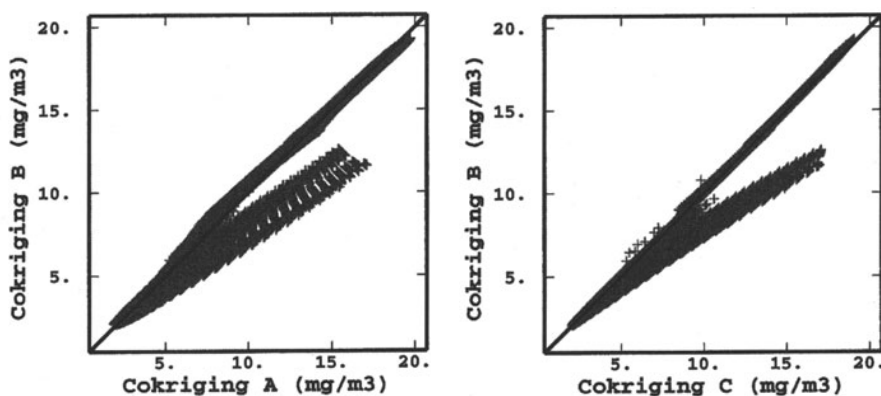 20.
15.
10.
5.
Cokriging B (mg/m3)
5. 10. 15. 20.
Cokriging A (mg/m3)
20.
15.
10.
5.
Cokriging B (mg/m3)
5. 10. 15. 20.
Cokriging C (mg/m3)